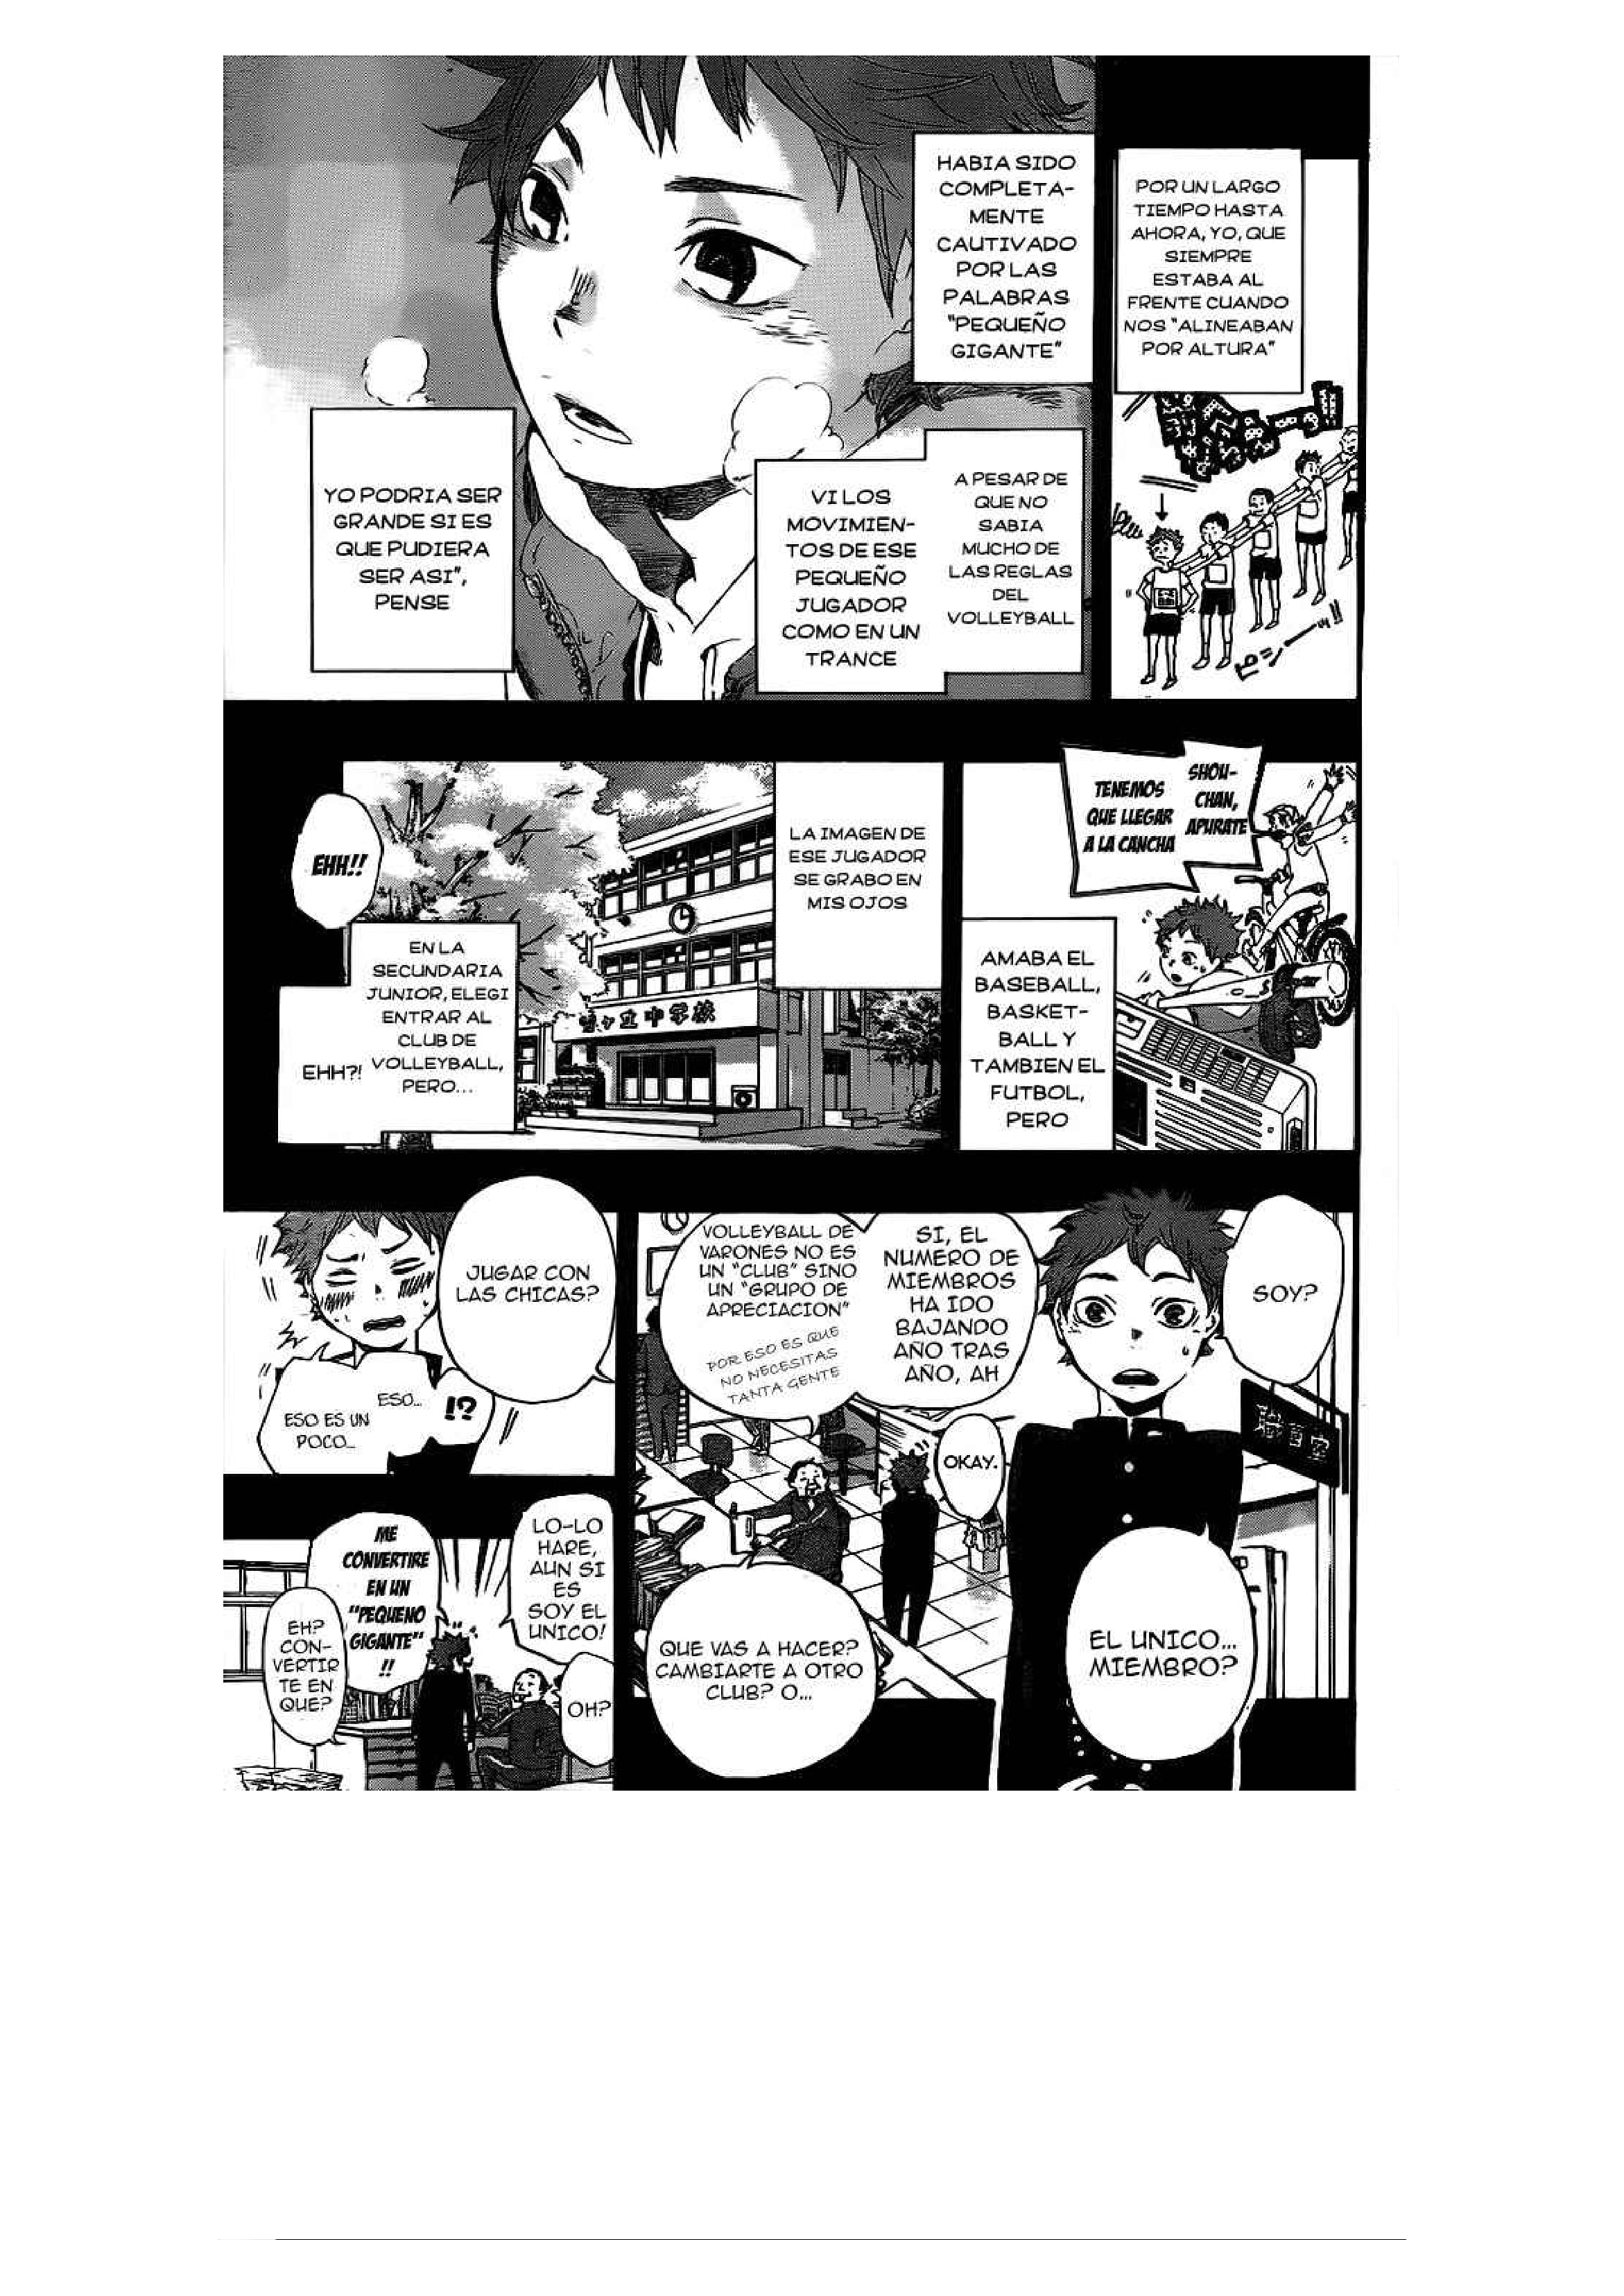 POR UN LARGO
TIEMPO HASTA
AHORA, YO, QUE
SIEMPRE
ESTABA AL
FRENTE CUANDO
NOS "ALINEABAN
POR ALTURA"
HABIA SIDO
COMPLETA-
MENTE
CAUTIVADO
POR LAS
PALABRAS
"PEQUEÑO
GIGANTE"
A PESAR DE
QUE NO
SABIA
MUCHO DE
LAS REGLAS
DEL
VOLLEYBALL
VI LOS
MOVIMIEN-
TOS DE ESE
PEQUEÑO
JUGADOR
COMO EN UN
TRANCE
YO PODRIA SER
GRANDE SI ES
QUE PUDIERA
SER ASI",
PENSE
SHOU-
CHAN,
APURATE
TENEMOS
QUE LLEGAR
A LA CANCHA
AMABA EL
BASEBALL,
BASKET-
BALL Y
TAMBIEN EL
FUTBOL,
PERO
LA IMAGEN DE
ESE JUGADOR
SE GRABO EN
MIS OJOS
中学校
EHH!!
EN LA
SECUNDARIA
JUNIOR, ELEGI
ENTRAR AL
CLUB DE
VOLLEYBALL,
PERO...
EHH?!
SOY?
EL UNICO...
MIEMBRO?
職員室
SI, EL
NUMERO DE
MIEMBROS
HA IDO
BAJANDO
AÑO TRAS
AÑO, AH
VOLLEYBALL DE
VARONES NO ES
UN "CLUB" SINO
UN "GRUPO DE
APRECIACION"
POR ESO ES QUE
NO NECESITAS
TANTA GENTE
OKAY.
QUE VAS A HACER?
CAMBIARTE A OTRO
CLUB? O...
JUGAR CON
LAS CHICAS?
!?
ESO...
ESO ES UN
POCO...
LO-LO
HARE,
AUN SI
ES
SOY EL
UNICO!
OH?
ME
CONVERTIRE
EN UN
"PEQUENO
GIGANTE"
!!
EH?
CON-
VERTIR
TE EN
QUE?